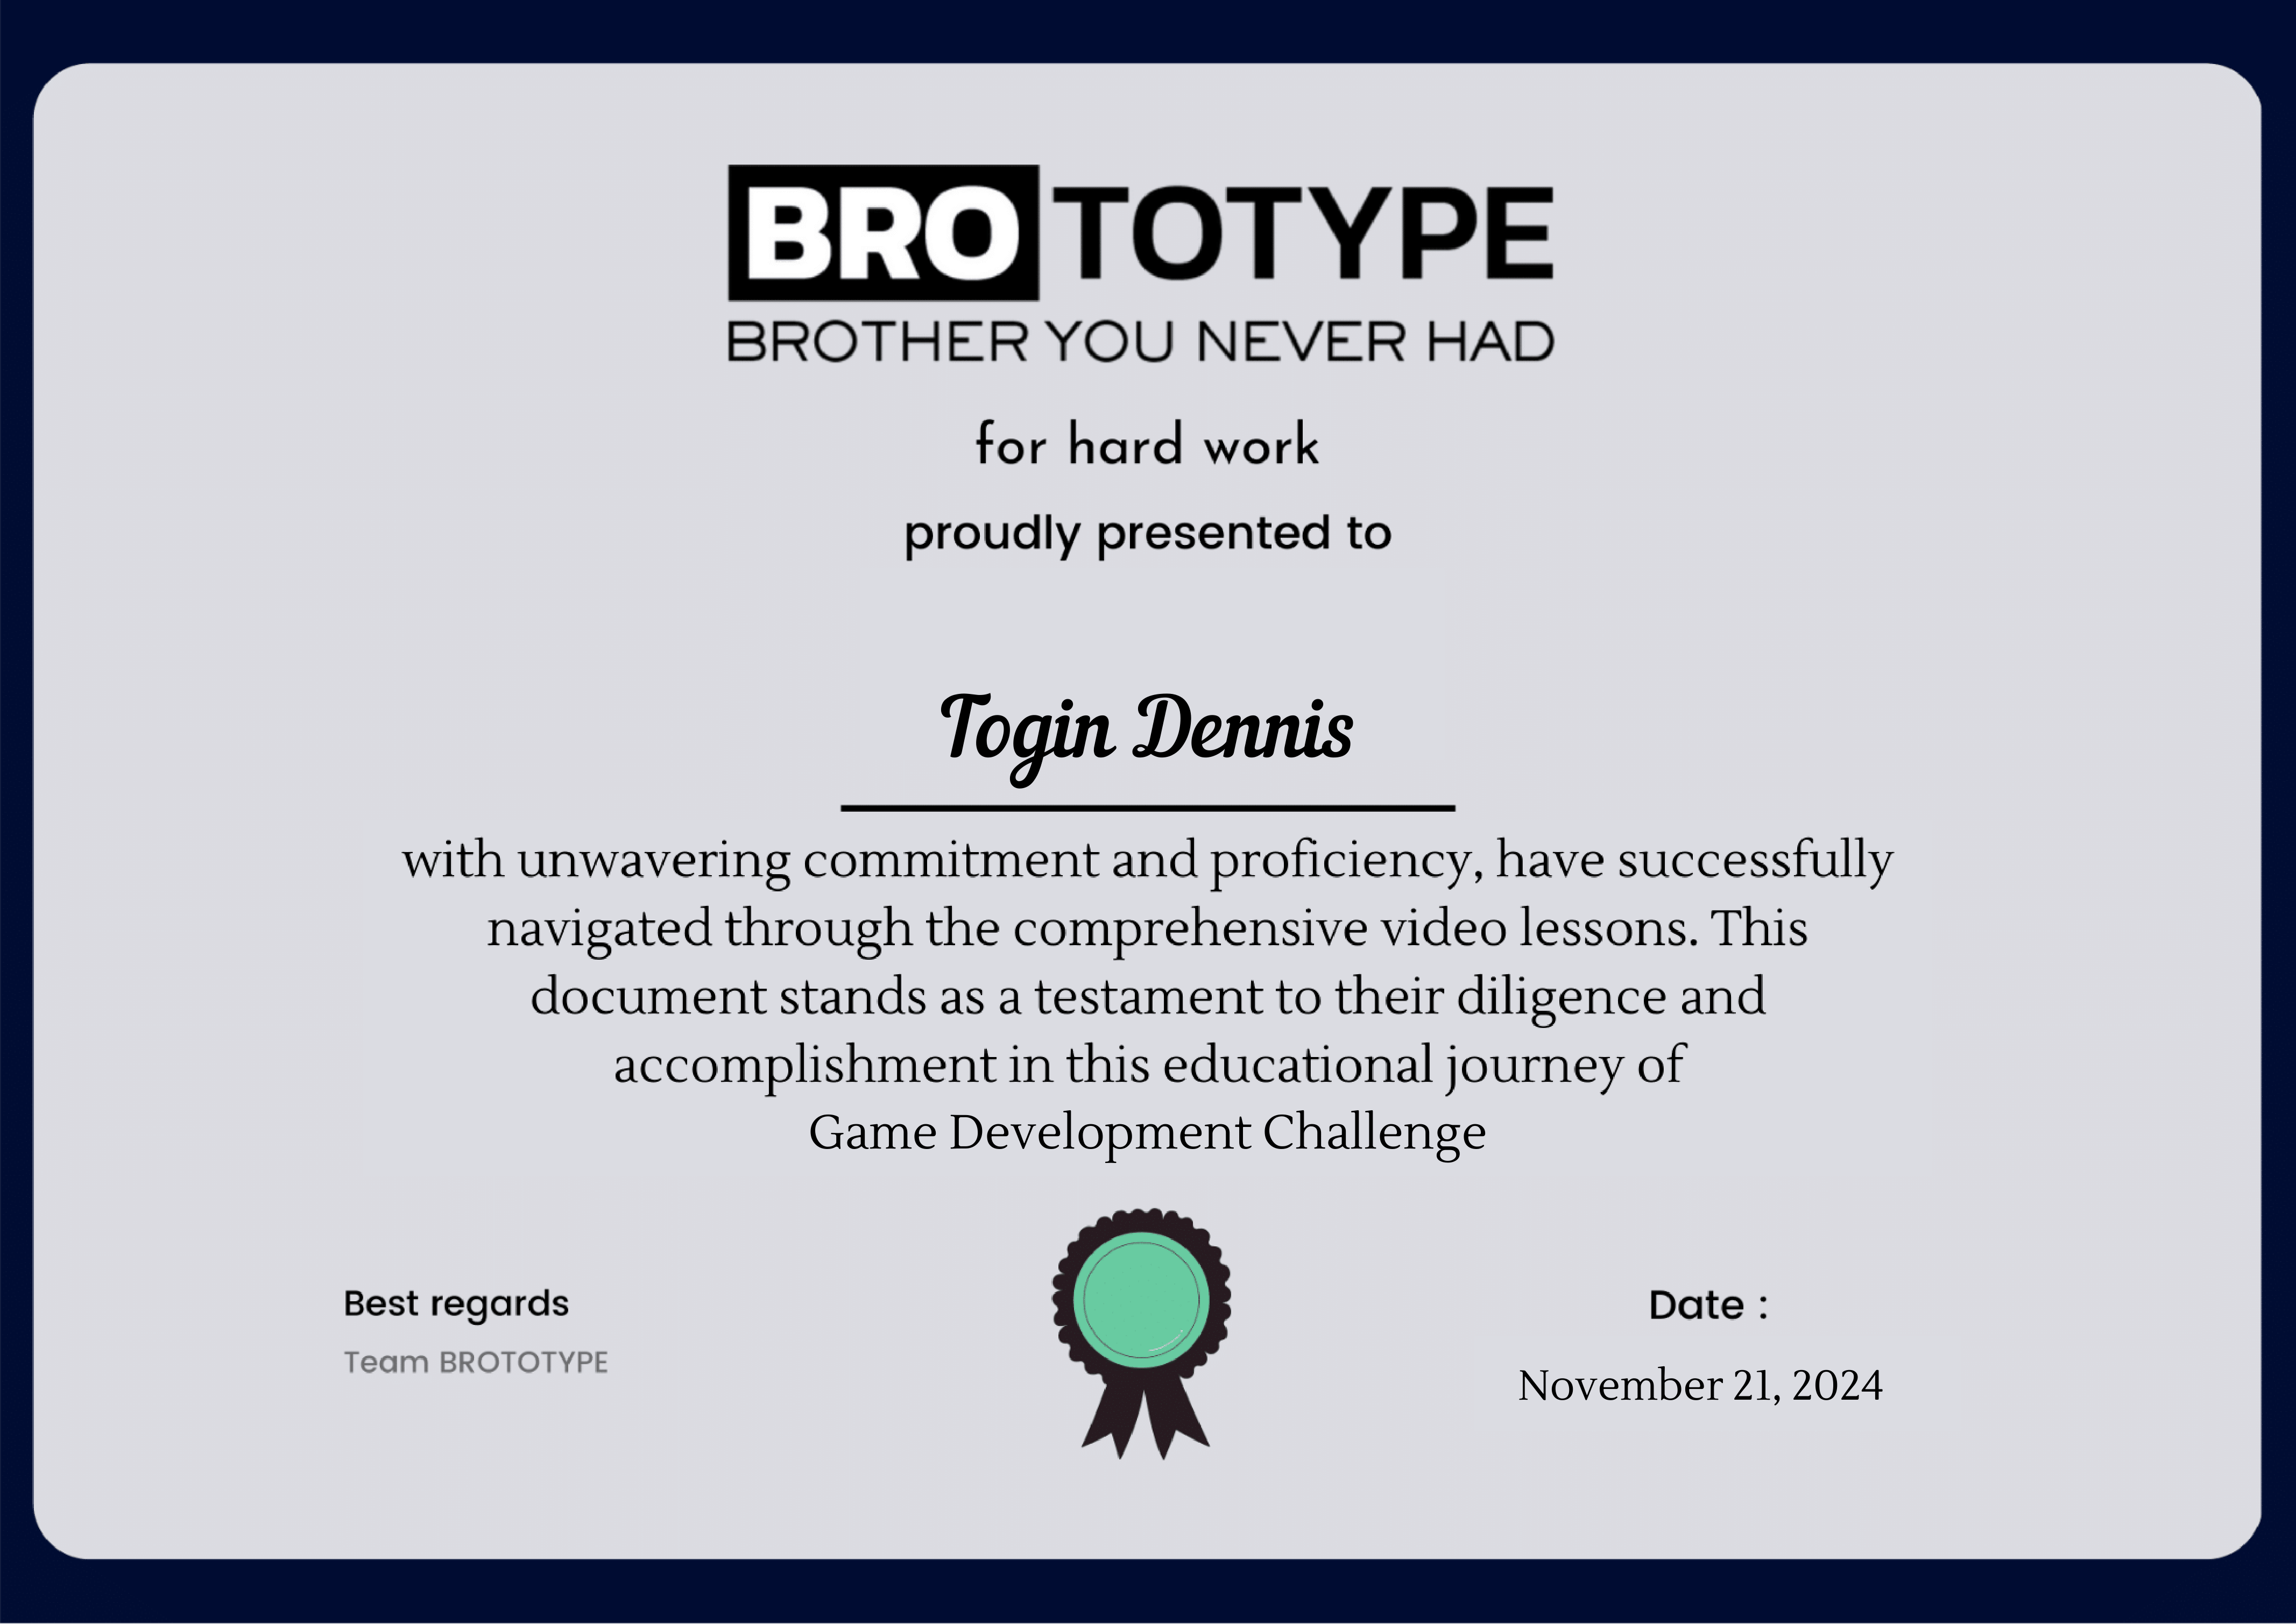 BROTOTYPE
BROTHER YOU NEVER HAD
for hard work
proudly presented to
Togin Dennis
with unwavering commitment and proficiency, have successfully
navigated through the comprehensive video lessons. This
document stands as a testament to their diligence and
accomplishment in this educational journey of
Game Development Challenge
Best regards
Team BROTOTYPE
Date :
November 21, 2024